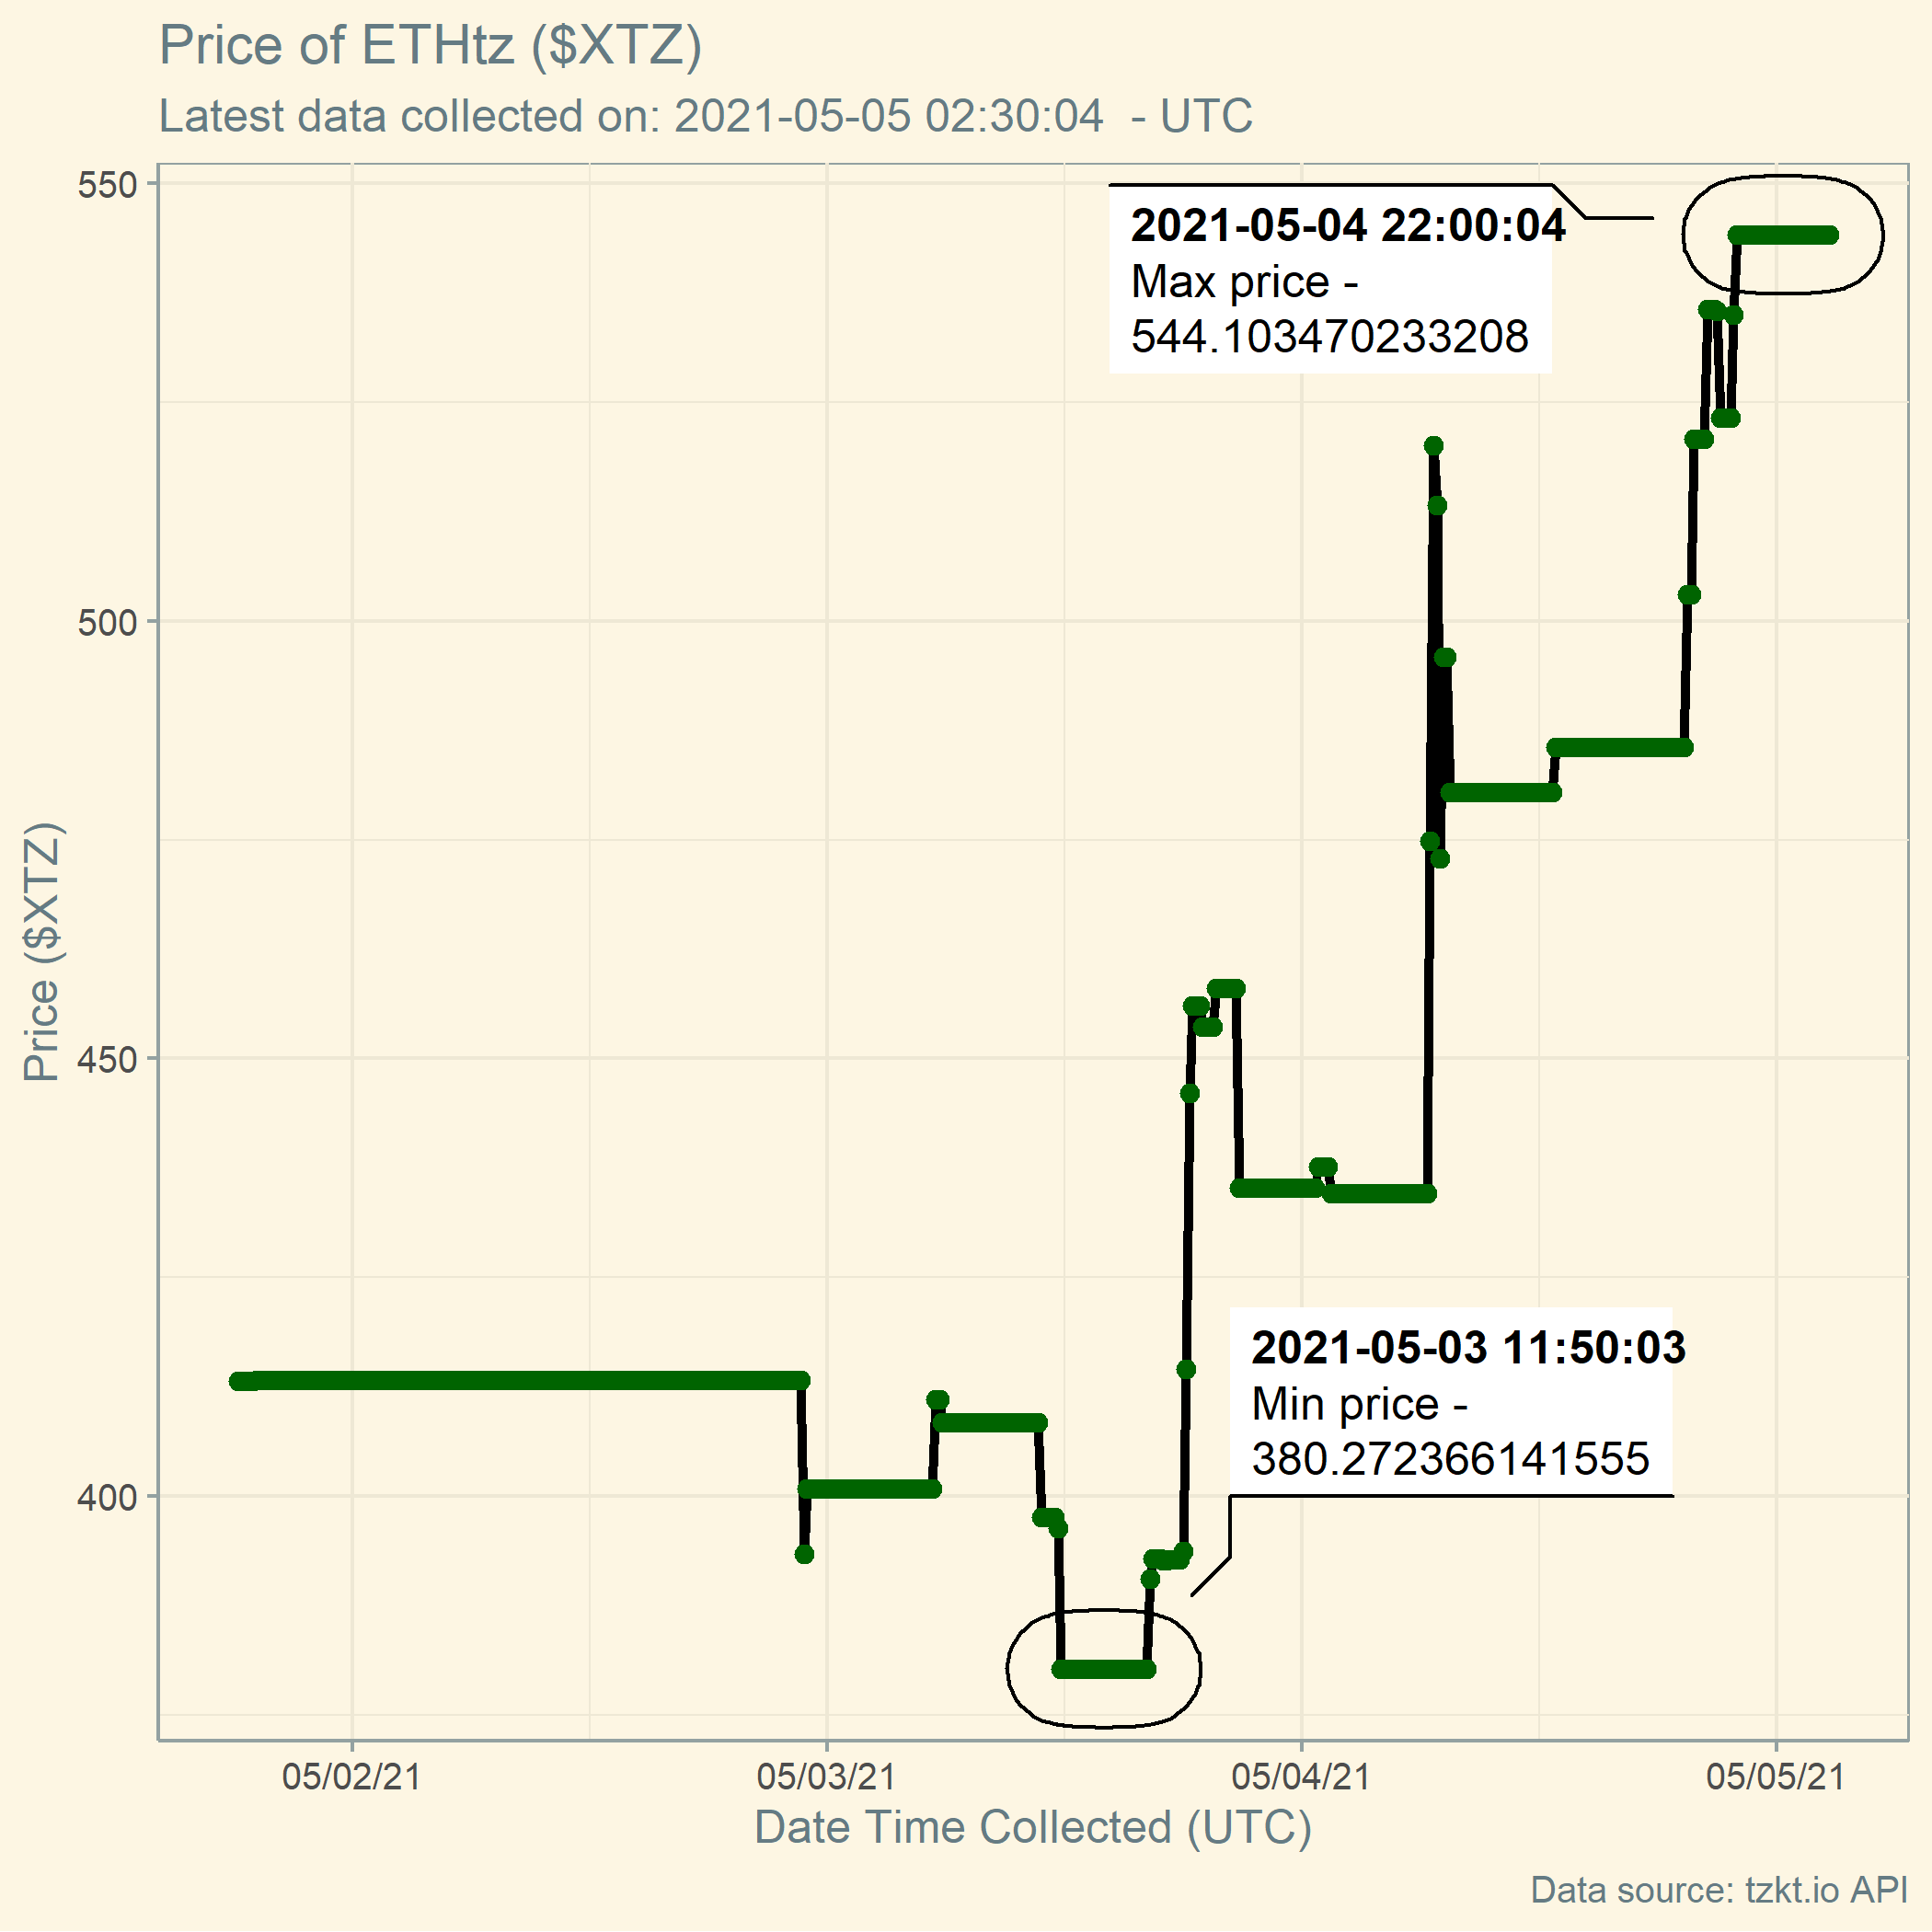 Price of ETHtz ($XTZ)
Latest data collected on: 2021-05-05 02:30:04  - UTC
550
500
450
400
Price ($XTZ)
2021-05-04 22:00:04
Max price -
544.103470233208
2021-05-03 11:50:03
Min price -
380.272366141555
05/02/21
05/03/21
05/04/21
05/05/21
Date Time Collected (UTC)
Data source: tzkt.io API